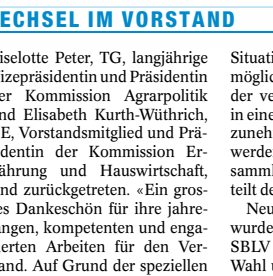 ECHSEL IM VORSTAND
iselotte Peter, TG, langjährige
izepräsidentin und Präsidentin
er Kommission Agrarpolitik
nd Elisabeth Kurth-Wüthrich,
E, Vorstandsmitglied und Prä-
dentin der Kommission Er-
ährung und Hauswirtschaft,
nd zurückgetreten. «Ein gros-
es Dankeschön für ihre jahre-
angen, kompetenten und enga-
erten Arbeiten für den Ver-
and. Auf Grund der speziellen
Situat
möglic
der ve
in eine
zuneh
werde
samml
teilt de
Neu
wurde
SBLV
Wahl